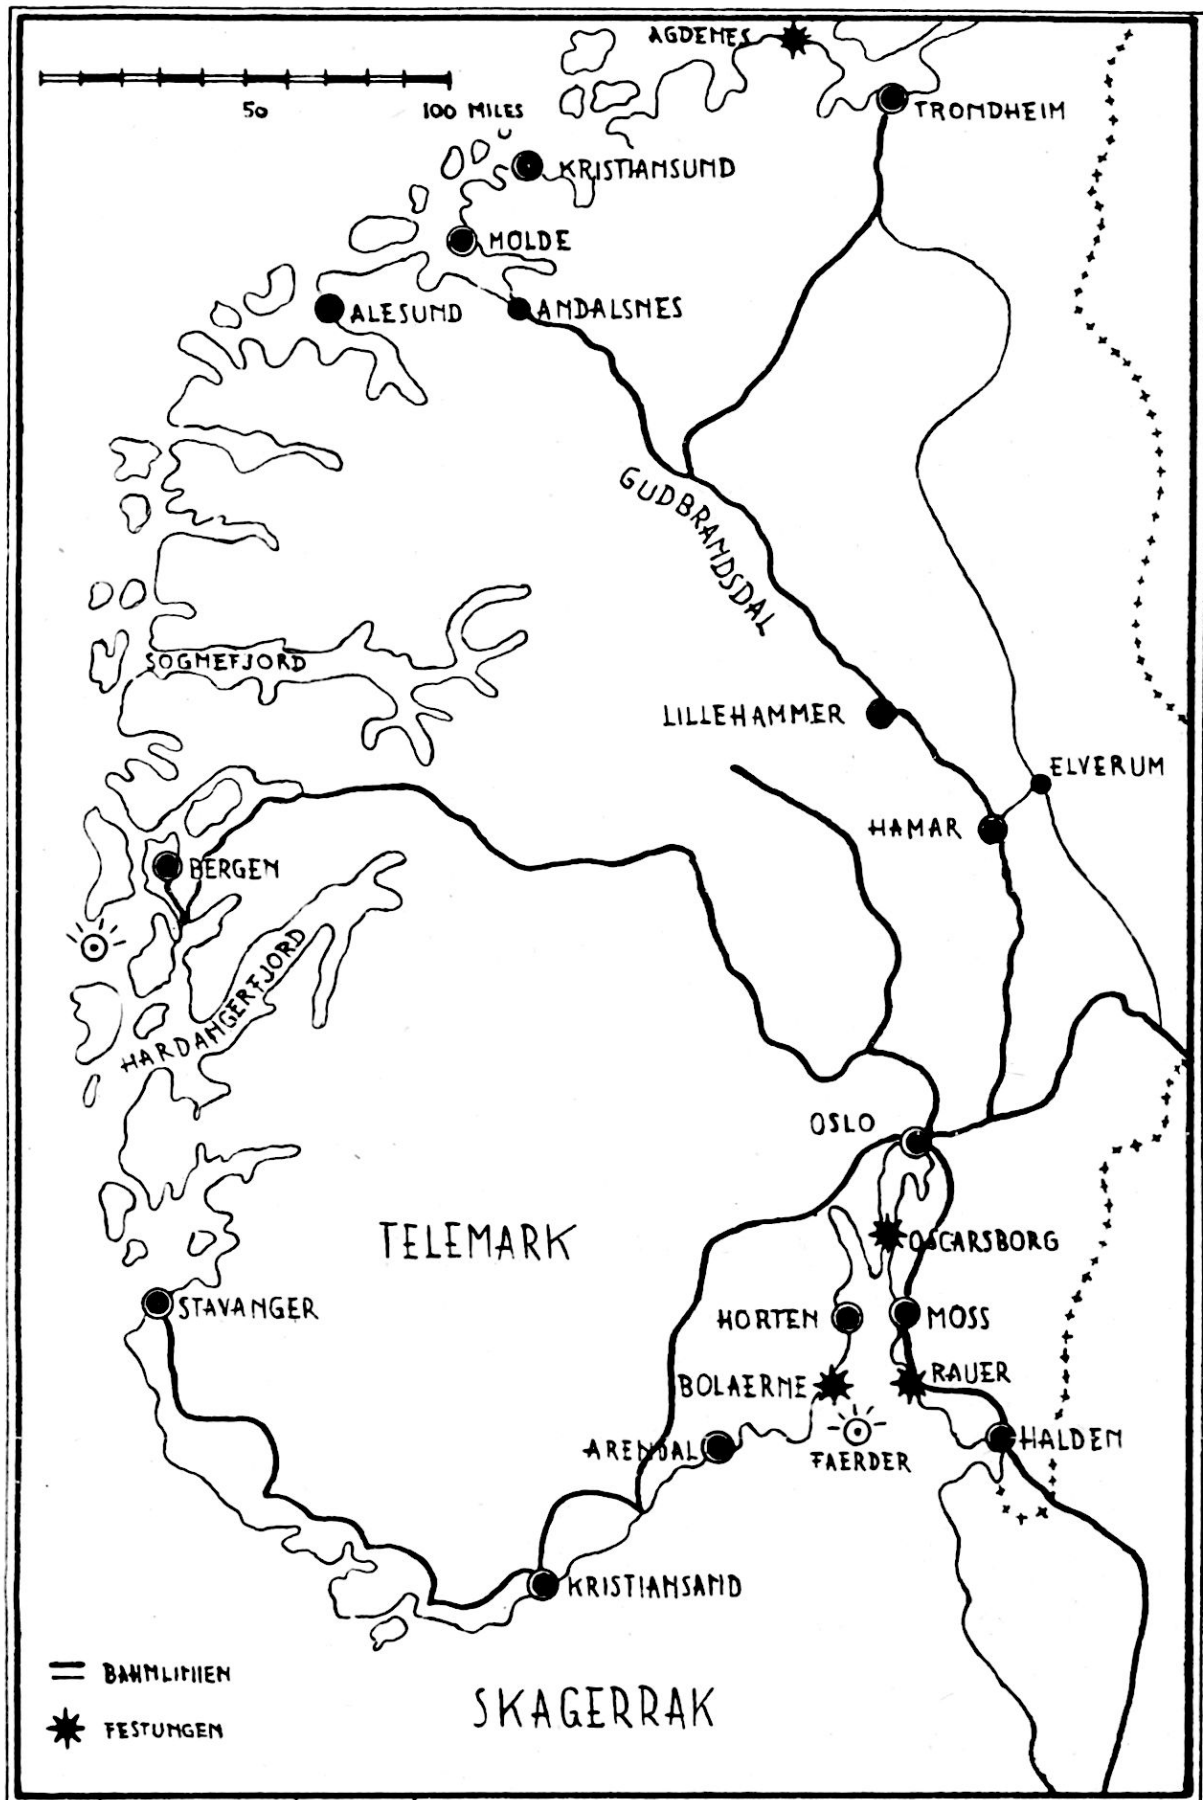 AGDENES
50
100 MILES
TRONDHEIM
KRISTIANSUND
MOLDE
ALESUND
ANDALSNES
GUDBRANDSDAL
SOGNEFJORD
LILLEHAMMER
ELVERUM
HAMAR
BERGEN
HARDANGERFJORD
OSLO
TELEMARK
OSCARSBORG
STAVANGER
HORTEN
MOSS
BOLAERNE
RAUER
ARENDAL
FAERDER
HALDEN
KRISTIANSAND
BAHNLINIEN
SKAGERRAK
FESTUNGEN